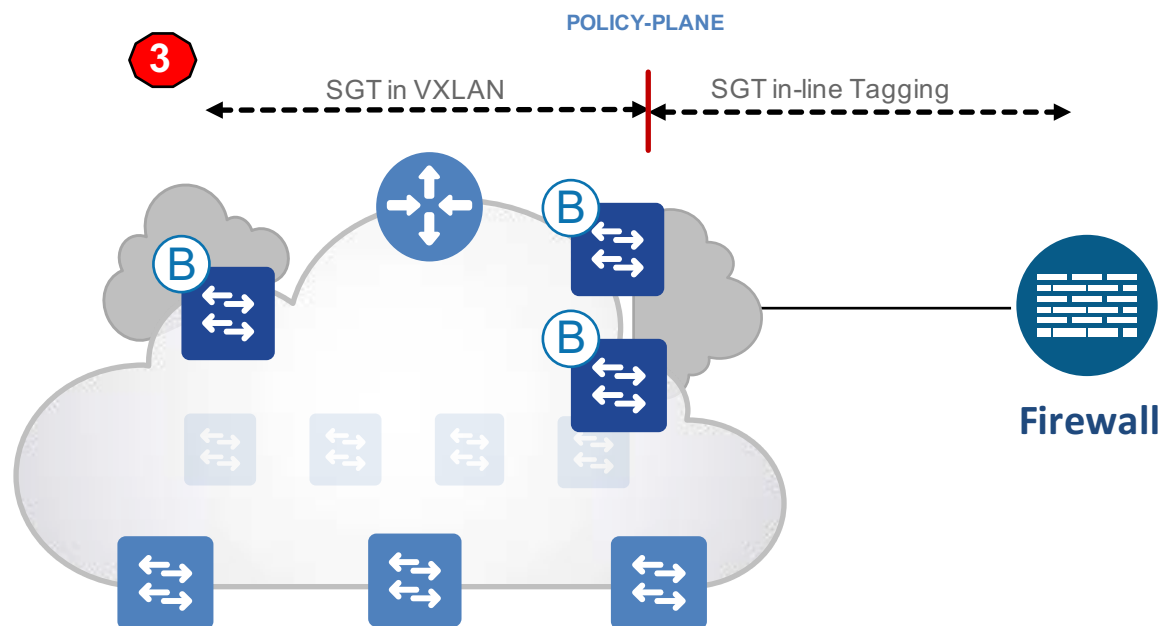 POLICY-PLANE
3
SGT in VXLAN
SGT in-line Tagging
B
B
B
Firewall